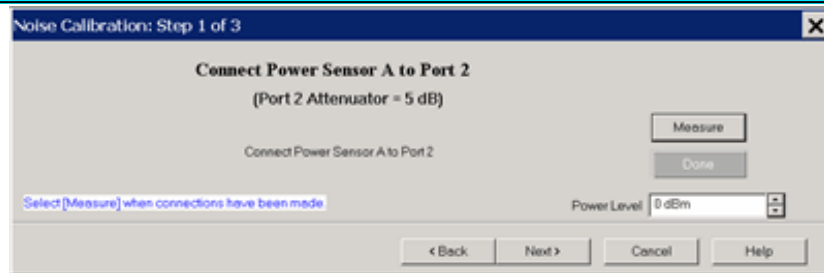 Noise Calibration: Step 1 of 3
Connect Power Sensor A to Port 2
(Port 2 Attenuator = 5 dB)
Measure
Connect Power Sensor A to Port 2
Done
Select [Measure] when connections have been made.
Power Level 0 dBm
< Back Next > Cancel Help